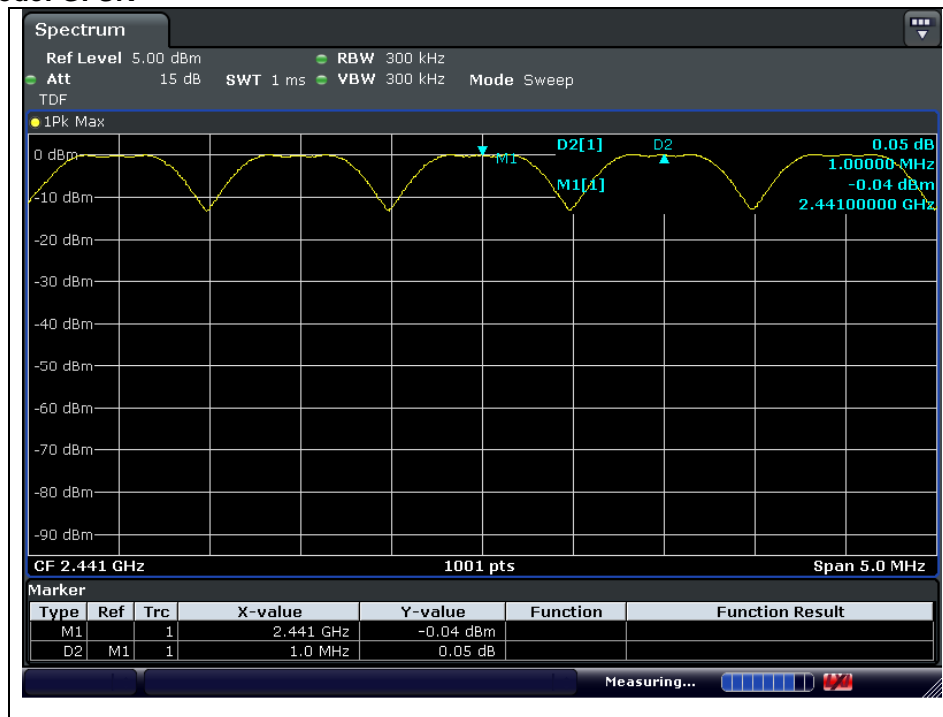 Spectrum
Ref Level 5.00 dBm RBW 300 kHz
Att 15 dB SWT 1 ms VBW 300 kHz Mode Sweep
TDF
1Pk Max
D2[1] 0.05 dB
1.00000 MHz
M1[1] -0.04 dBm
2.44100000 GHz
M1
D2
0 dBm
-10 dBm
-20 dBm
-30 dBm
-40 dBm
-50 dBm
-60 dBm
-70 dBm
-80 dBm
-90 dBm
CF 2.441 GHz 1001 pts Span 5.0 MHz
Marker
Type Ref Trc X-value Y-value Function Function Result
M1 1 2.441 GHz -0.04 dBm
D2 M1 1 1.0 MHz 0.05 dB
Measuring...